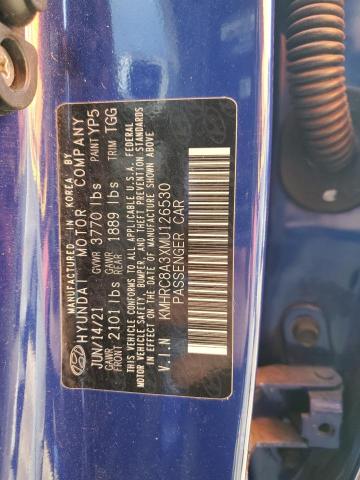 MANUFACTURED IN KOREA BY
HYUNDAI MOTOR COMPANY
JUN/14/21 GVWR 3770 lbs PAINT YP5
GAWR FRONT 2101 lbs GAWR REAR 1889 lbs TRIM TGG
THIS VEHICLE CONFORMS TO ALL APPLICABLE U.S.A. FEDERAL
MOTOR VEHICLE SAFETY, BUMPER, AND THEFT PREVENTION STANDARDS
IN EFFECT ON THE DATE OF MANUFACTURE SHOWN ABOVE.
V.I.N KMHRC8A3XMU126530
PASSENGER CAR